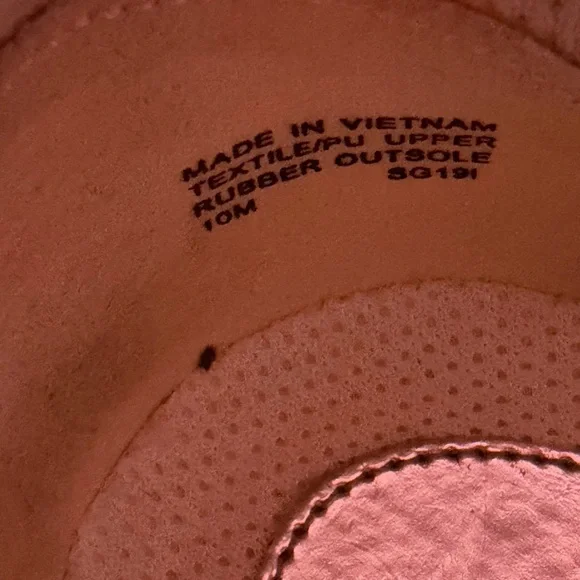 MADE IN VIETNAM
TEXTILE/PU UPPER
RUBBER OUTSOLE
10M SG19I